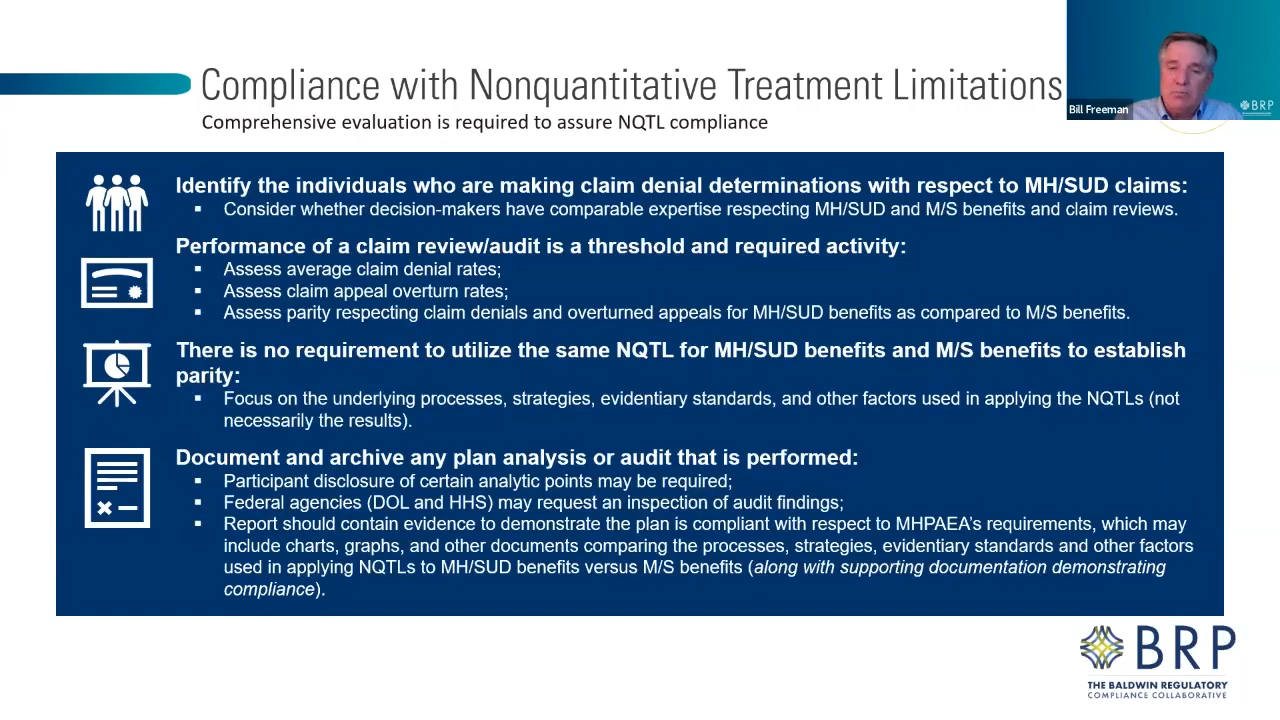 Compliance with Nonquantitative Treatment Limitations
Comprehensive evaluation is required to assure NQTL compliance
Bill Freeman
BRP
Identify the individuals who are making claim denial determinations with respect to MH/SUD claims:
▪ Consider whether decision-makers have comparable expertise respecting MH/SUD and M/S benefits and claim reviews.
Performance of a claim review/audit is a threshold and required activity:
▪ Assess average claim denial rates;
▪ Assess claim appeal overturn rates;
▪ Assess parity respecting claim denials and overturned appeals for MH/SUD benefits as compared to M/S benefits.
There is no requirement to utilize the same NQTL for MH/SUD benefits and M/S benefits to establish
parity:
▪ Focus on the underlying processes, strategies, evidentiary standards, and other factors used in applying the NQTLs (not
necessarily the results).
Document and archive any plan analysis or audit that is performed:
▪ Participant disclosure of certain analytic points may be required;
▪ Federal agencies (DOL and HHS) may request an inspection of audit findings;
▪ Report should contain evidence to demonstrate the plan is compliant with respect to MHPAEA's requirements, which may
include charts, graphs, and other documents comparing the processes, strategies, evidentiary standards and other factors
used in applying NQTLs to MH/SUD benefits versus M/S benefits (along with supporting documentation demonstrating
compliance).
BRP
THE BALDWIN REGULATORY
COMPLIANCE COLLABORATIVE